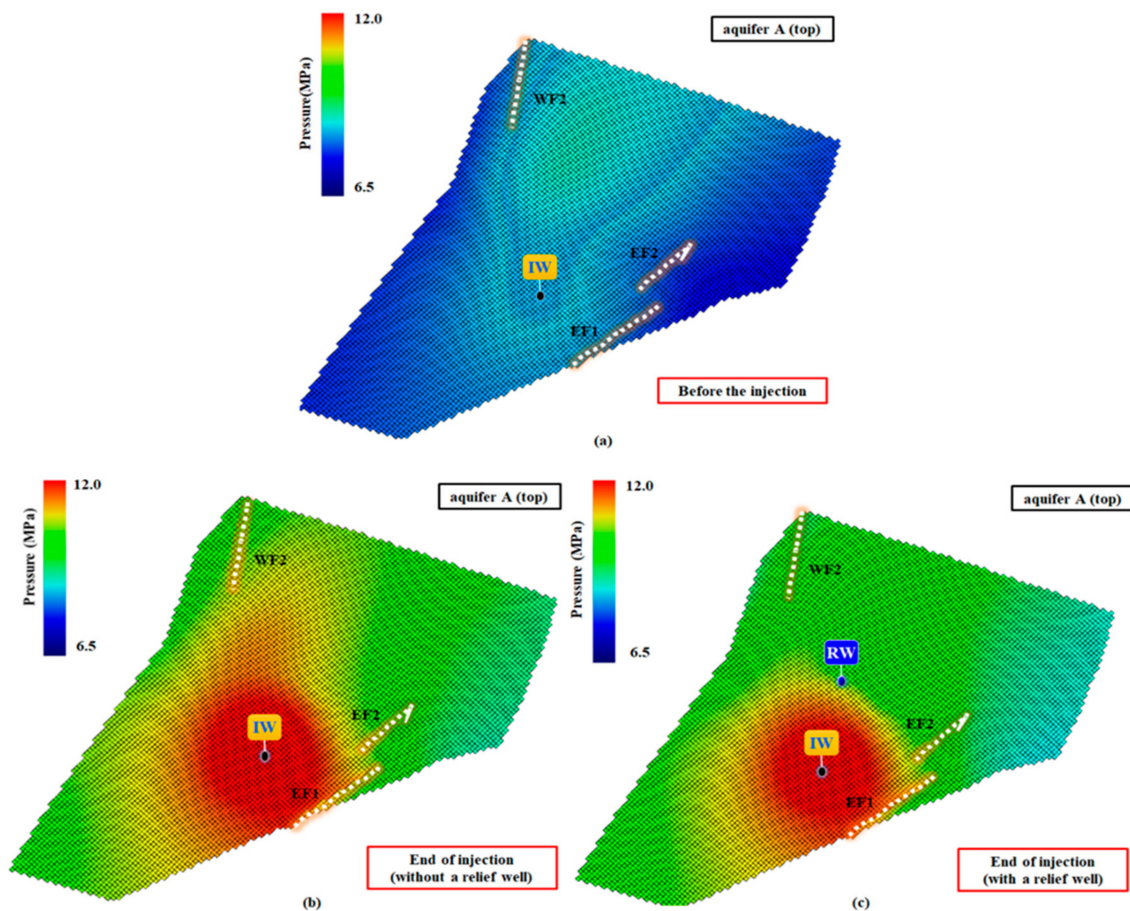 12.0
aquifer A (top)
Pressure(MPa)
WF2
6.5
EF2
IW
EF1
Before the injection
(a)
12.0
aquifer A (top)
Pressure (MPa)
WF2
6.5
IW
EF2
EF1
End of injection
(without a relief well)
(b)
12.0
aquifer A (top)
Pressure (MPa)
WF2
6.5
RW
EF2
IW
EF1
End of injection
(with a relief well)
(c)